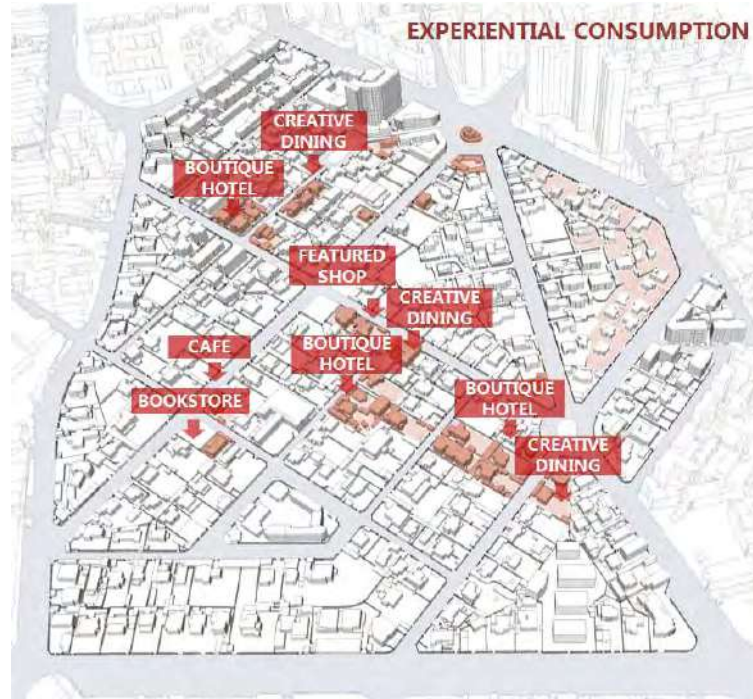 EXPERIENTIAL CONSUMPTION
CREATIVE
DINING
BOUTIQUE
HOTEL
FEATURED
SHOP
CREATIVE
DINING
CAFE
BOUTIQUE
HOTEL
BOOKSTORE
BOUTIQUE
HOTEL
CREATIVE
DINING